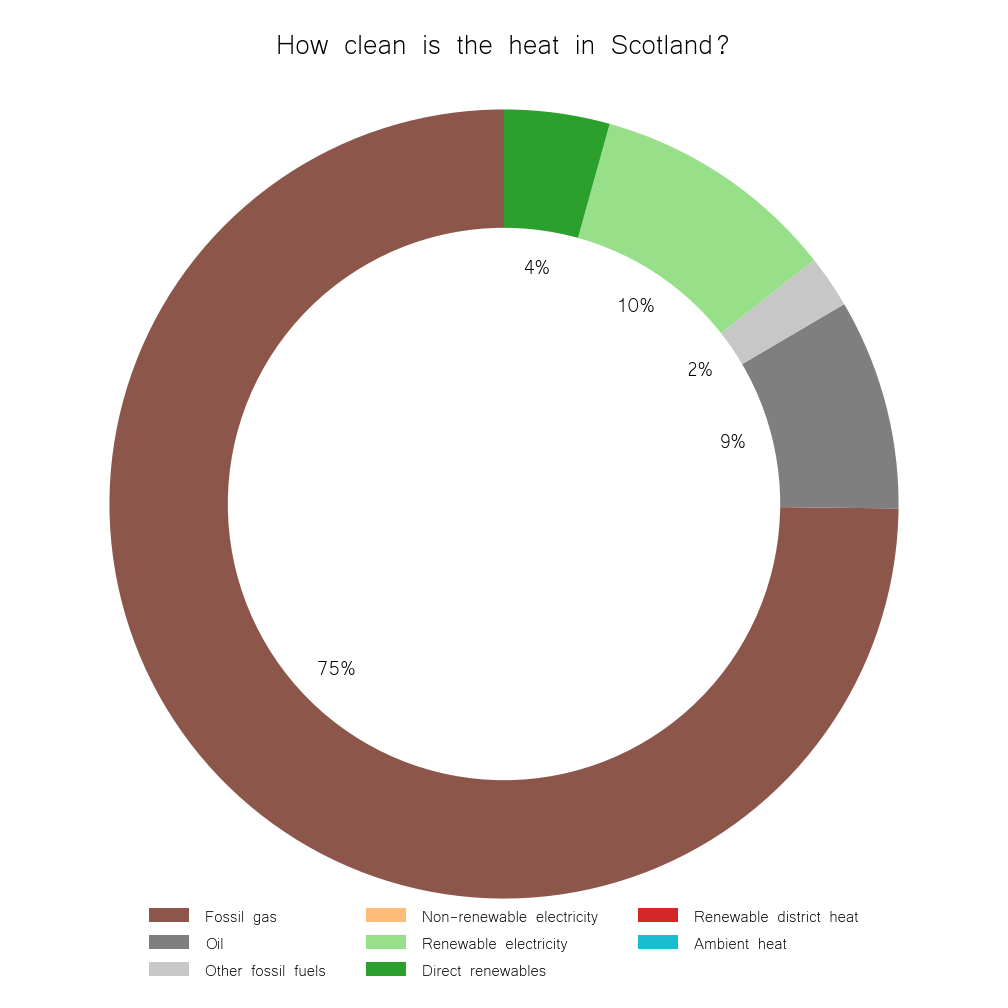 How clean is the heat in Scotland?
4%
10%
2%
9%
75%
Fossil gas
Oil
Other fossil fuels
Non-renewable electricity
Renewable electricity
Direct renewables
Renewable district heat
Ambient heat